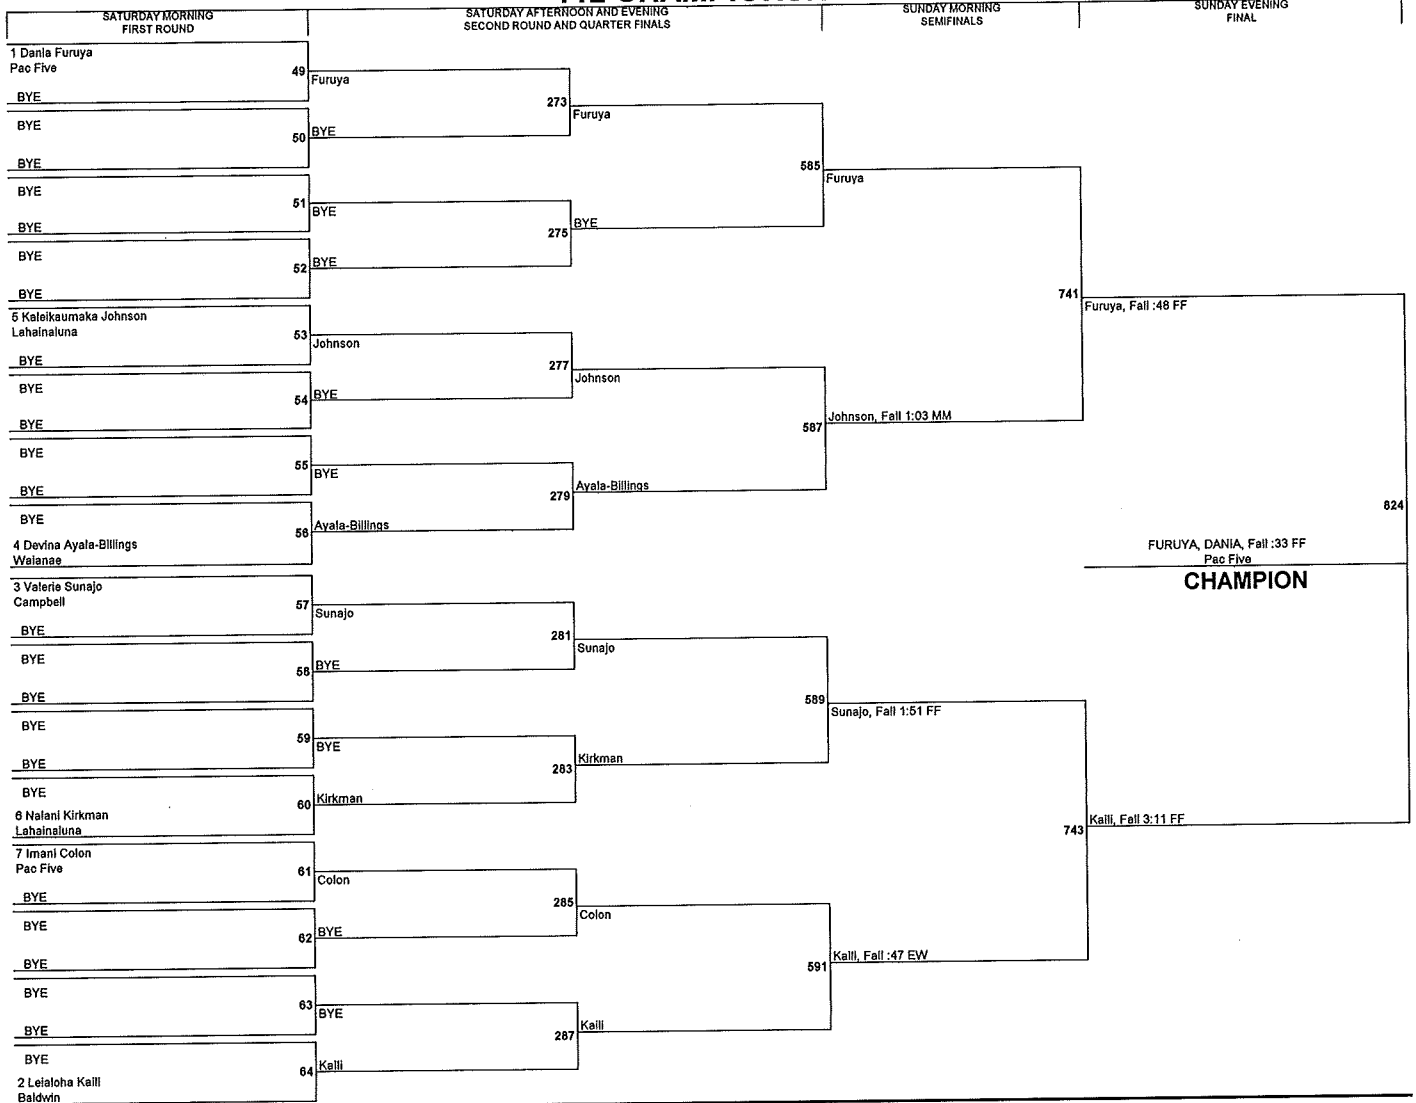 SATURDAY MORNING
FIRST ROUND
SATURDAY AFTERNOON AND EVENING
SECOND ROUND AND QUARTER FINALS
SUNDAY MORNING
SEMIFINALS
SUNDAY EVENING
FINAL
1 Dania Furuya
Pac Five
49
BYE
BYE
50
BYE
BYE
51
BYE
BYE
52
BYE
5 Kaleikaumaka Johnson
Lahainaluna
53
BYE
BYE
54
BYE
BYE
55
BYE
BYE
56
4 Devina Ayala-Billings
Waianae
3 Valerie Sunajo
Campbell
57
BYE
BYE
58
BYE
BYE
59
BYE
BYE
60
6 Nalani Kirkman
Lahainaluna
7 Imani Colon
Pac Five
61
BYE
BYE
62
BYE
BYE
63
BYE
BYE
64
2 Leialoha Kaili
Baldwin
Furuya
273
BYE
BYE
275
BYE
Johnson
277
BYE
BYE
279
Ayala-Billings
Sunajo
281
BYE
BYE
283
Kirkman
Colon
285
BYE
BYE
287
Kaili
Furuya
585
BYE
Johnson
587
Ayala-Billings
Sunajo
589
Kirkman
Colon
591
Kaili
Furuya
741
Johnson, Fall 1:03 MM
Sunajo, Fall 1:51 FF
743
Kaili, Fall :47 EW
Furuya, Fall :48 FF
824
Kaili, Fall 3:11 FF
FURUYA, DANIA, Fall :33 FF
Pac Five
CHAMPION